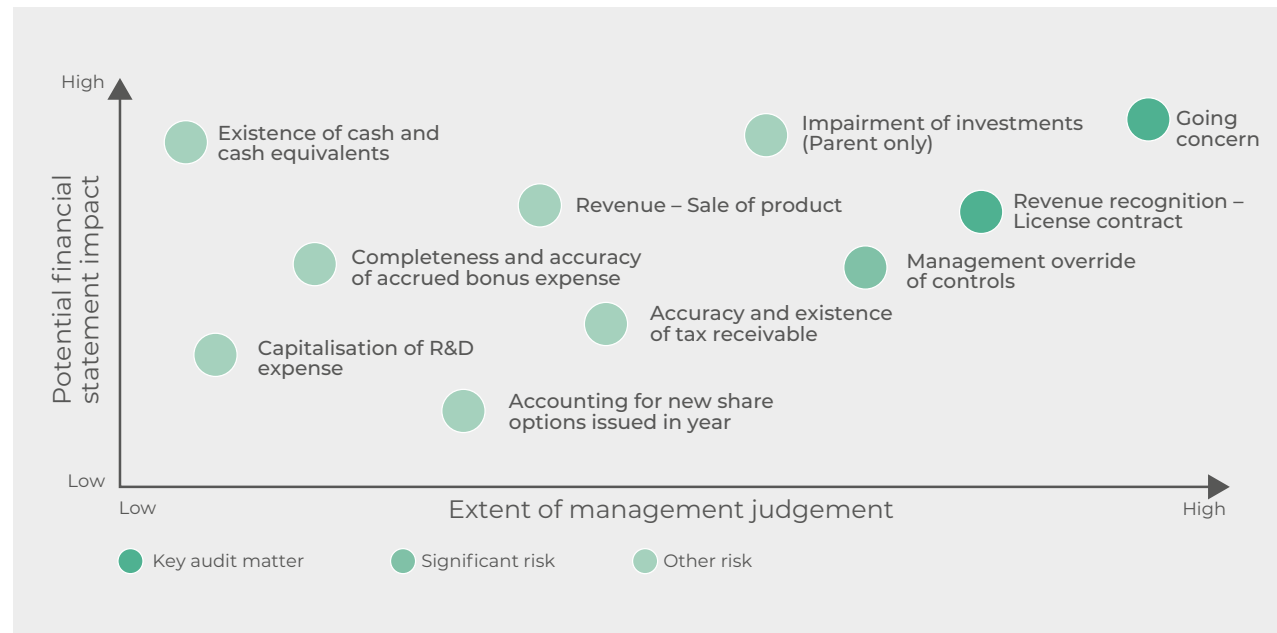 High
Existence of cash and
cash equivalents
Impairment of investments
(Parent only)
Going
concern
Revenue – Sale of product
Revenue recognition –
License contract
Completeness and accuracy
of accrued bonus expense
Management override
of controls
Accuracy and existence
of tax receivable
Capitalisation of R&D
expense
Accounting for new share
options issued in year
Potential financial
statement impact
Low
Low
Extent of management judgement
High
Key audit matter
Significant risk
Other risk